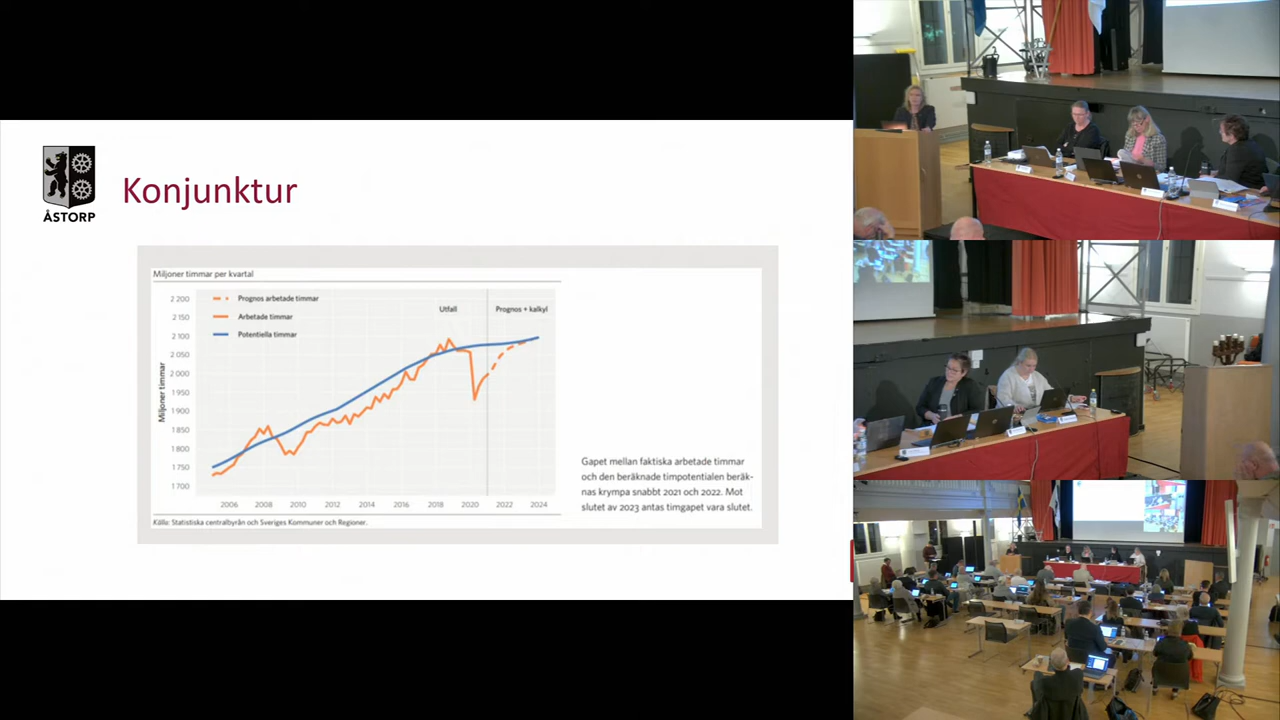 ÅSTORP
Konjunktur
Miljoner timmar per kvartal
Prognos arbetade timmar
Arbetade timmar
Potentiella timmar
Utfall
Prognos + kalkyl
Miljoner timmar
2 200
2 150
2 100
2 050
2 000
1 950
1 900
1 850
1 800
1 750
1 700
2006 2008 2010 2012 2014 2016 2018 2020 2022 2024
Källa: Statistiska centralbyrån och Sveriges Kommuner och Regioner.
Gapet mellan faktiska arbetade timmar
och den beräknade timpotentialen beräk-
nas krympa snabbt 2021 och 2022. Mot
slutet av 2023 antas timgapet vara slutet.